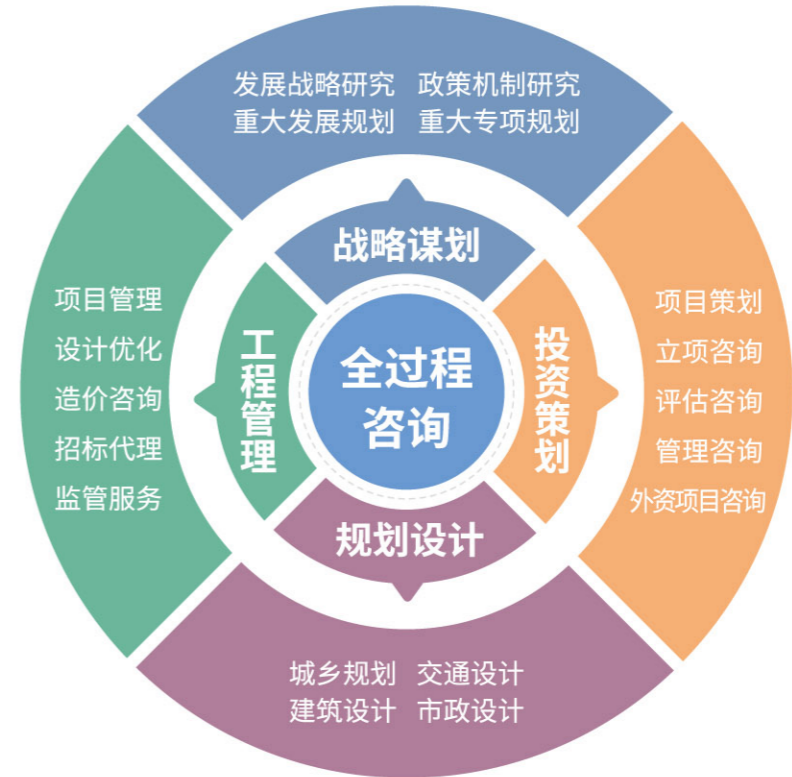 发展战略研究 政策机制研究
重大发展规划 重大专项规划
战略谋划
项目管理
设计优化
造价咨询
招标代理
监管服务
工程管理
全过程
咨询
投资策划
项目策划
立项咨询
评估咨询
管理咨询
外资项目咨询
规划设计
城乡规划 交通设计
建筑设计 市政设计